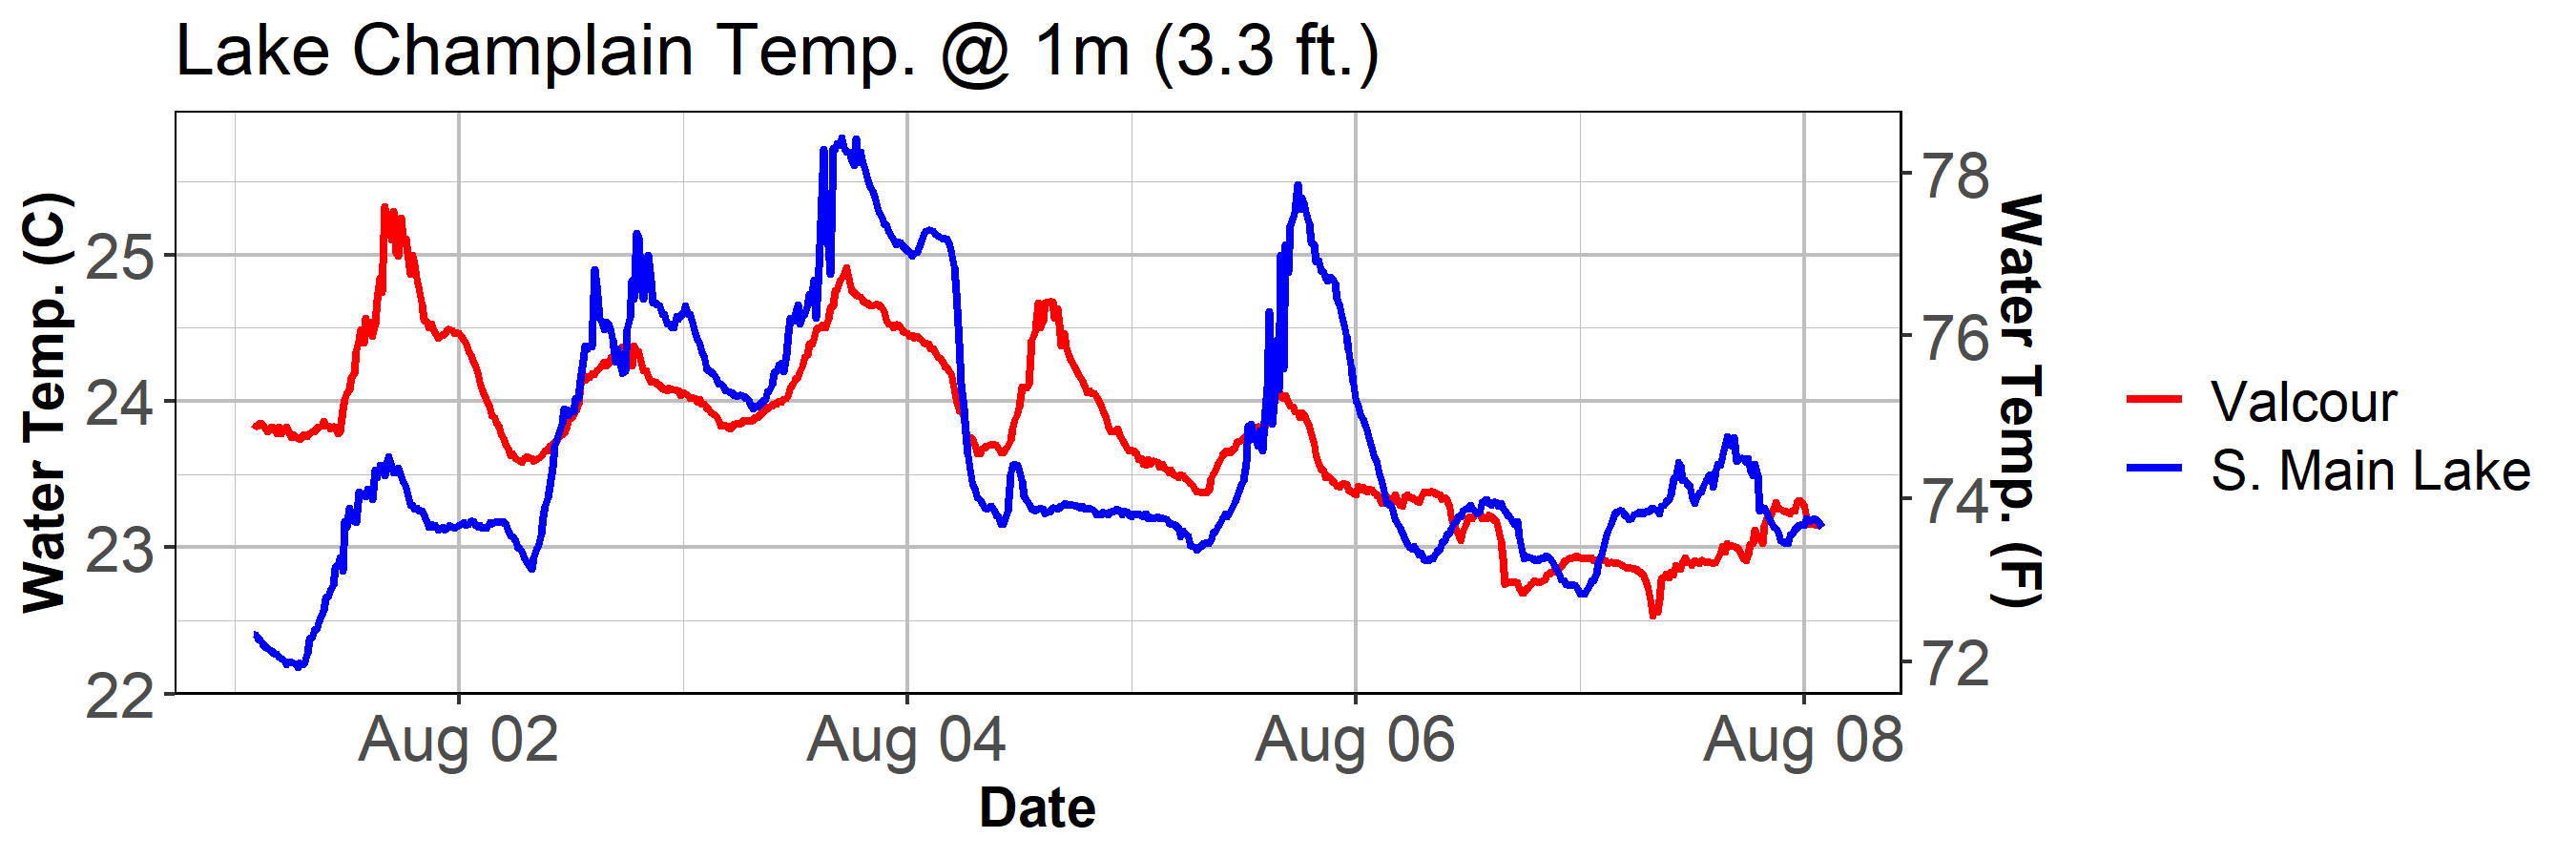 Lake Champlain Temp. @ 1m (3.3 ft.)
Water Temp. (C)
25
24
23
22
78
76
74
72
Water Temp. (F)
Aug 02
Aug 04
Aug 06
Aug 08
Date
Valcour
S. Main Lake